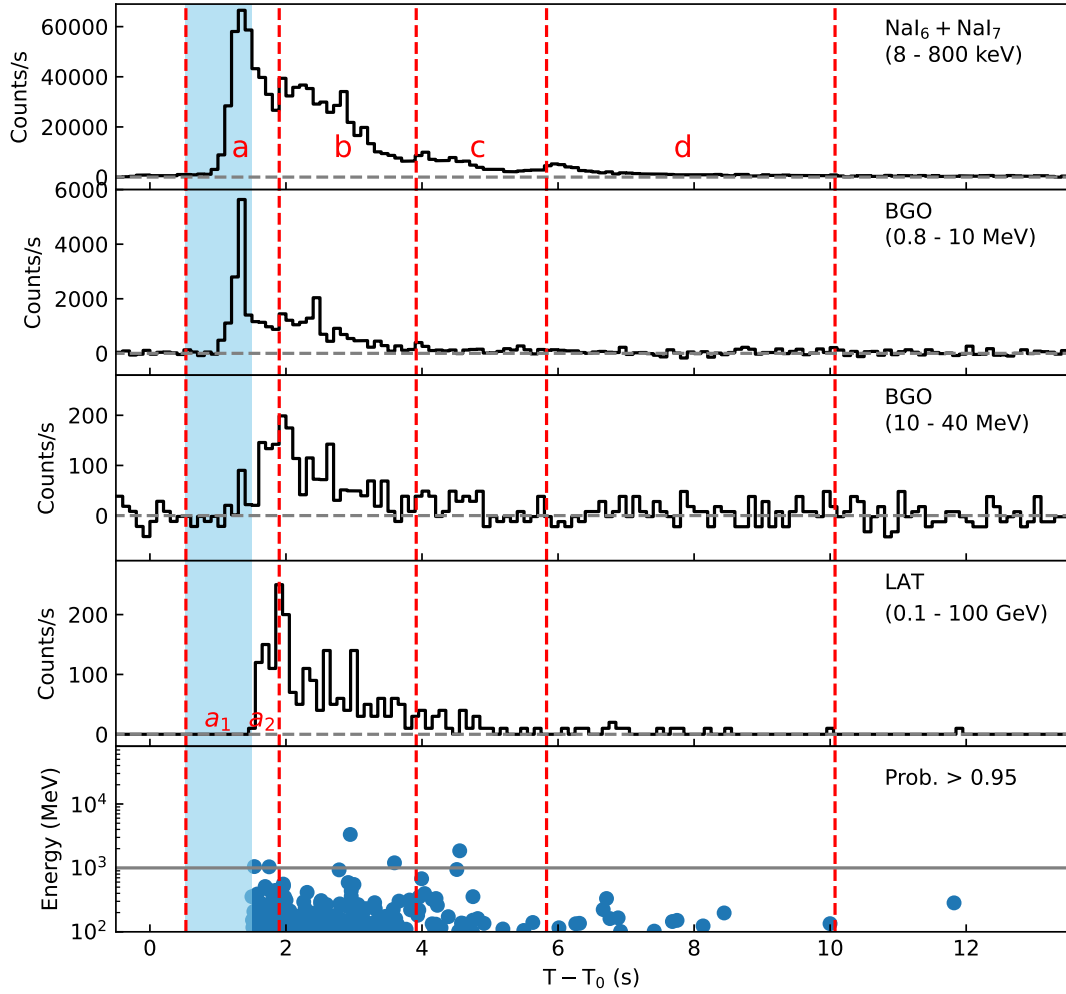 60000
40000
20000
0
Counts/s
NaI₆ + NaI₇
(8 - 800 keV)
a
b
c
d
6000
4000
2000
0
Counts/s
BGO
(0.8 - 10 MeV)
200
100
0
Counts/s
BGO
(10 - 40 MeV)
200
100
0
Counts/s
LAT
(0.1 - 100 GeV)
a₁
a₂
10⁴
10³
10²
Energy (MeV)
Prob. > 0.95
0 2 4 6 8 10 12
T − T₀ (s)